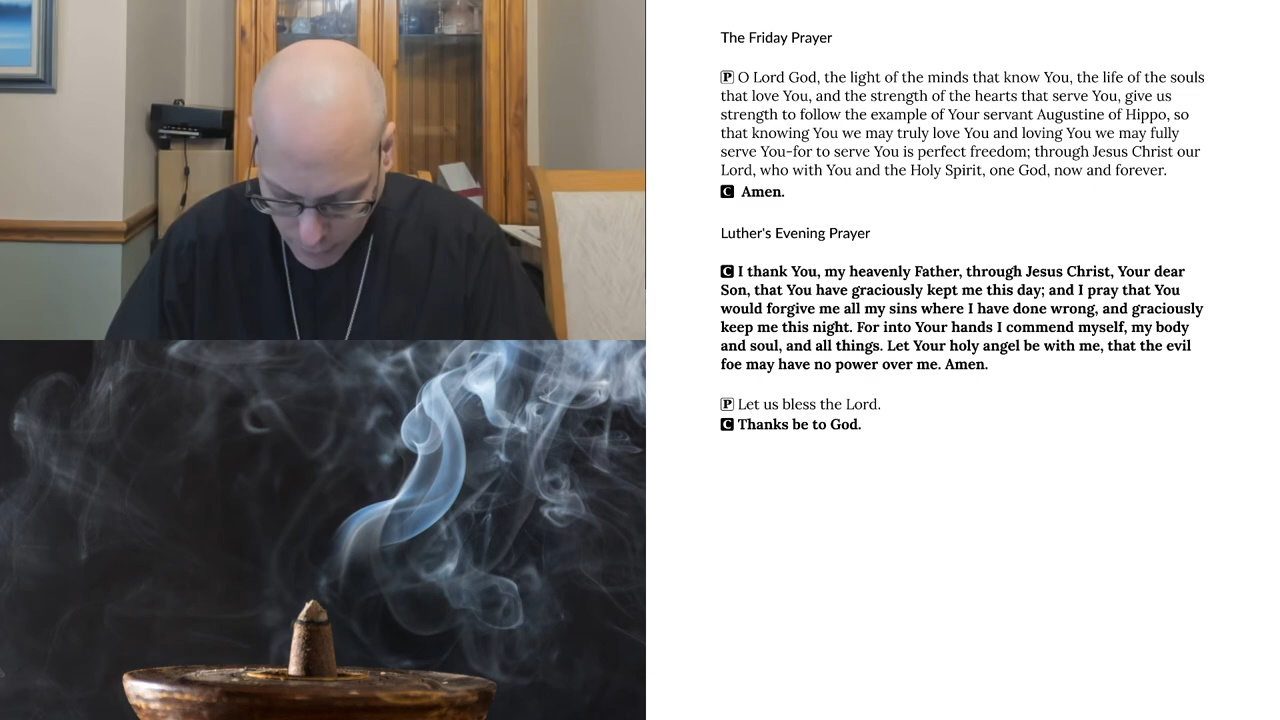 The Friday Prayer
P O Lord God, the light of the minds that know You, the life of the souls
that love You, and the strength of the hearts that serve You, give us
strength to follow the example of Your servant Augustine of Hippo, so
that knowing You we may truly love You and loving You we may fully
serve You-for to serve You is perfect freedom; through Jesus Christ our
Lord, who with You and the Holy Spirit, one God, now and forever.
C Amen.
Luther's Evening Prayer
C I thank You, my heavenly Father, through Jesus Christ, Your dear
Son, that You have graciously kept me this day; and I pray that You
would forgive me all my sins where I have done wrong, and graciously
keep me this night. For into Your hands I commend myself, my body
and soul, and all things. Let Your holy angel be with me, that the evil
foe may have no power over me. Amen.
P Let us bless the Lord.
C Thanks be to God.